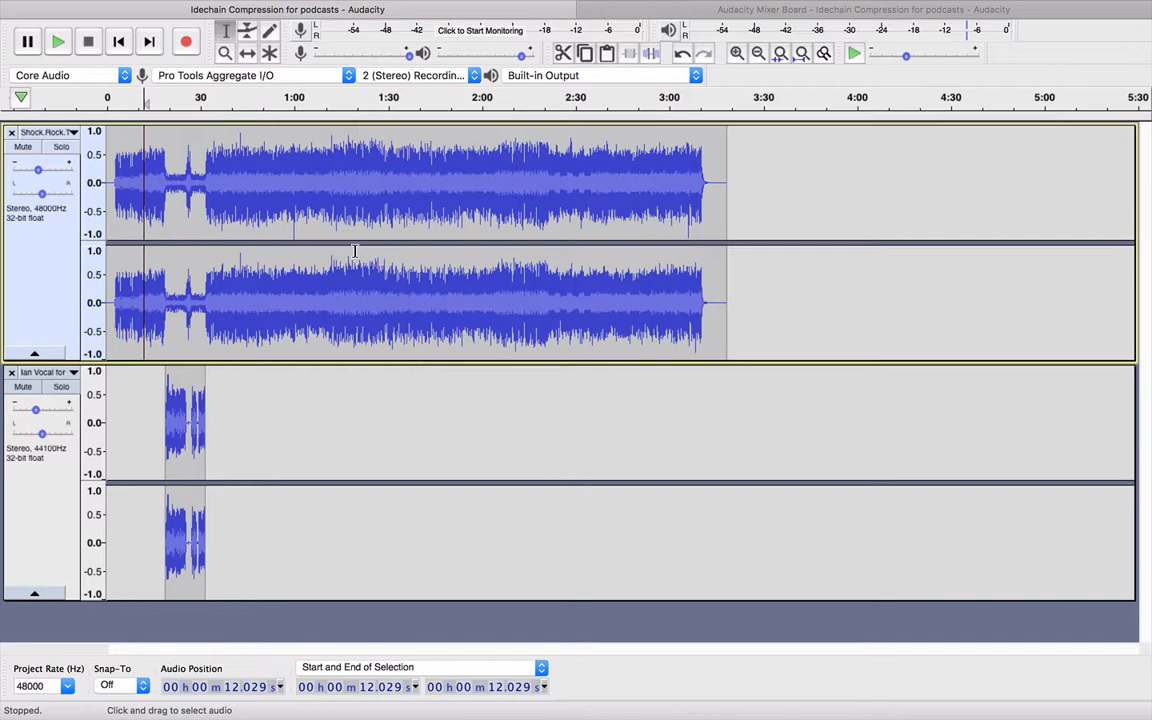 Idechain Compression for podcasts - Audacity
Audacity Mixer Board - Idechain Compression for podcasts - Audacity
L
R
-54 -48 -42 Click to Start Monitoring -18 -12 -6 0
L
R
-54 -48 -42 -36 -30 -24 -18 -12 -6 0
Core Audio
Pro Tools Aggregate I/O
2 (Stereo) Recordin...
Built-in Output
0 30 1:00 1:30 2:00 2:30 3:00 3:30 4:00 4:30 5:00 5:30
Shock.Rock.T
Mute Solo
- +
L R
Stereo, 48000Hz
32-bit float
1.0
0.5
0.0
-0.5
-1.0
1.0
0.5
0.0
-0.5
-1.0
Ian Vocal for
Mute Solo
- +
L R
Stereo, 44100Hz
32-bit float
1.0
0.5
0.0
-0.5
-1.0
1.0
0.5
0.0
-0.5
-1.0
Project Rate (Hz) Snap-To Audio Position Start and End of Selection
48000 Off 00 h 00 m 12.029 s 00 h 00 m 12.029 s 00 h 00 m 12.029 s
Stopped. Click and drag to select audio